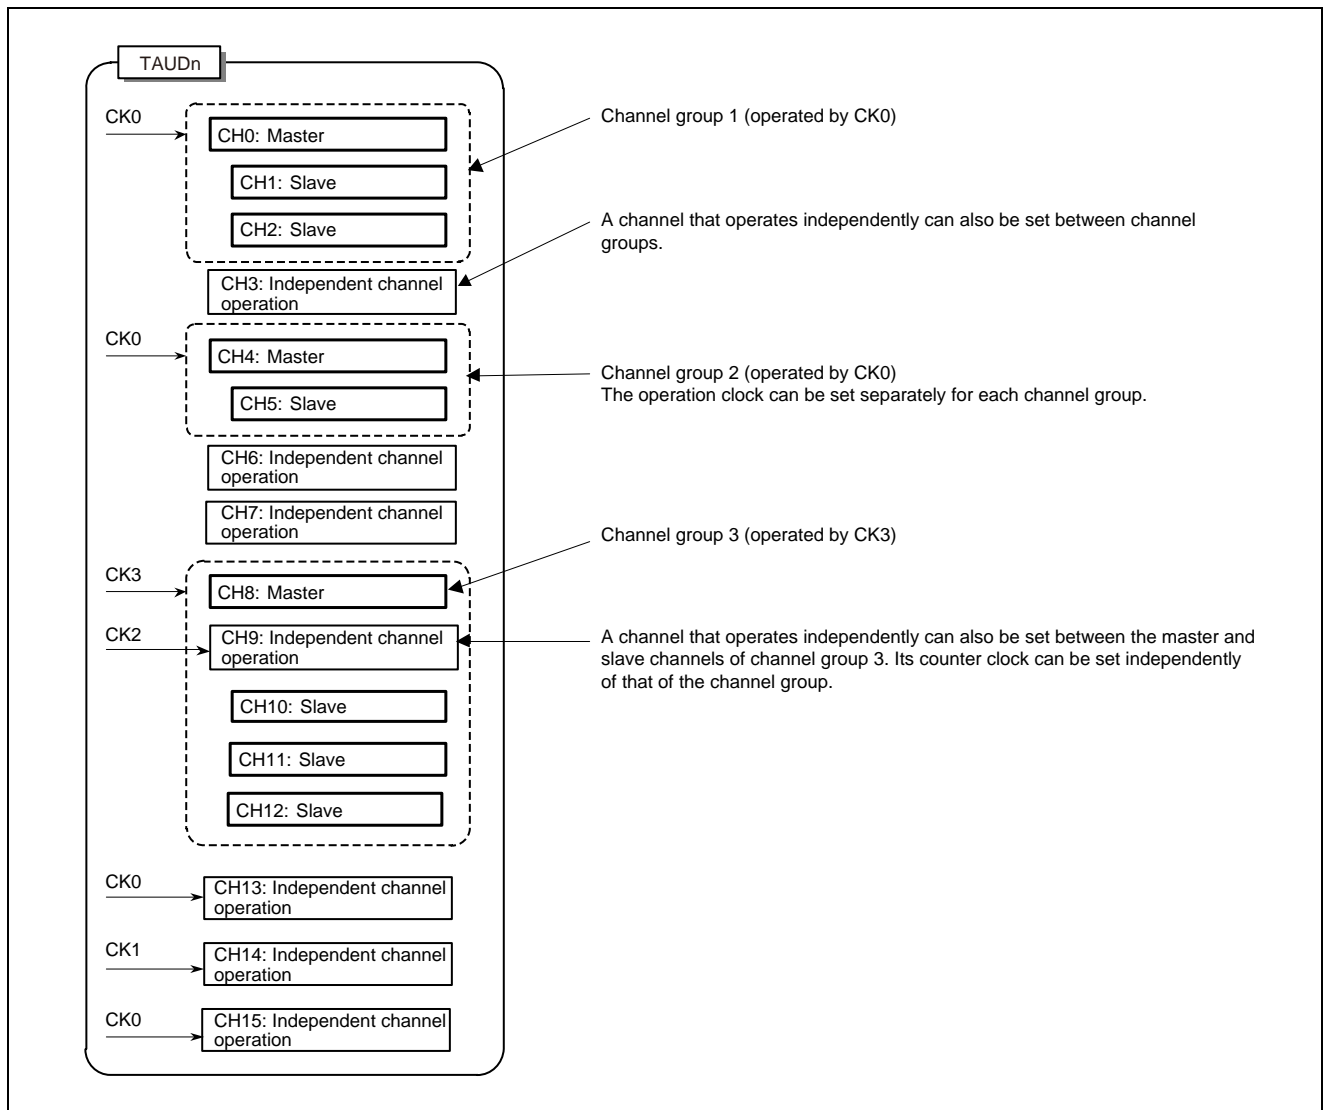 TAUDn
CK0
CH0: Master
CH1: Slave
CH2: Slave
Channel group 1 (operated by CK0)
A channel that operates independently can also be set between channel
groups.
CH3: Independent channel
operation
CK0
CH4: Master
CH5: Slave
Channel group 2 (operated by CK0)
The operation clock can be set separately for each channel group.
CH6: Independent channel
operation
CH7: Independent channel
operation
Channel group 3 (operated by CK3)
CK3
CH8: Master
CK2
CH9: Independent channel
operation
A channel that operates independently can also be set between the master and
slave channels of channel group 3. Its counter clock can be set independently
of that of the channel group.
CH10: Slave
CH11: Slave
CH12: Slave
CK0
CH13: Independent channel
operation
CK1
CH14: Independent channel
operation
CK0
CH15: Independent channel
operation